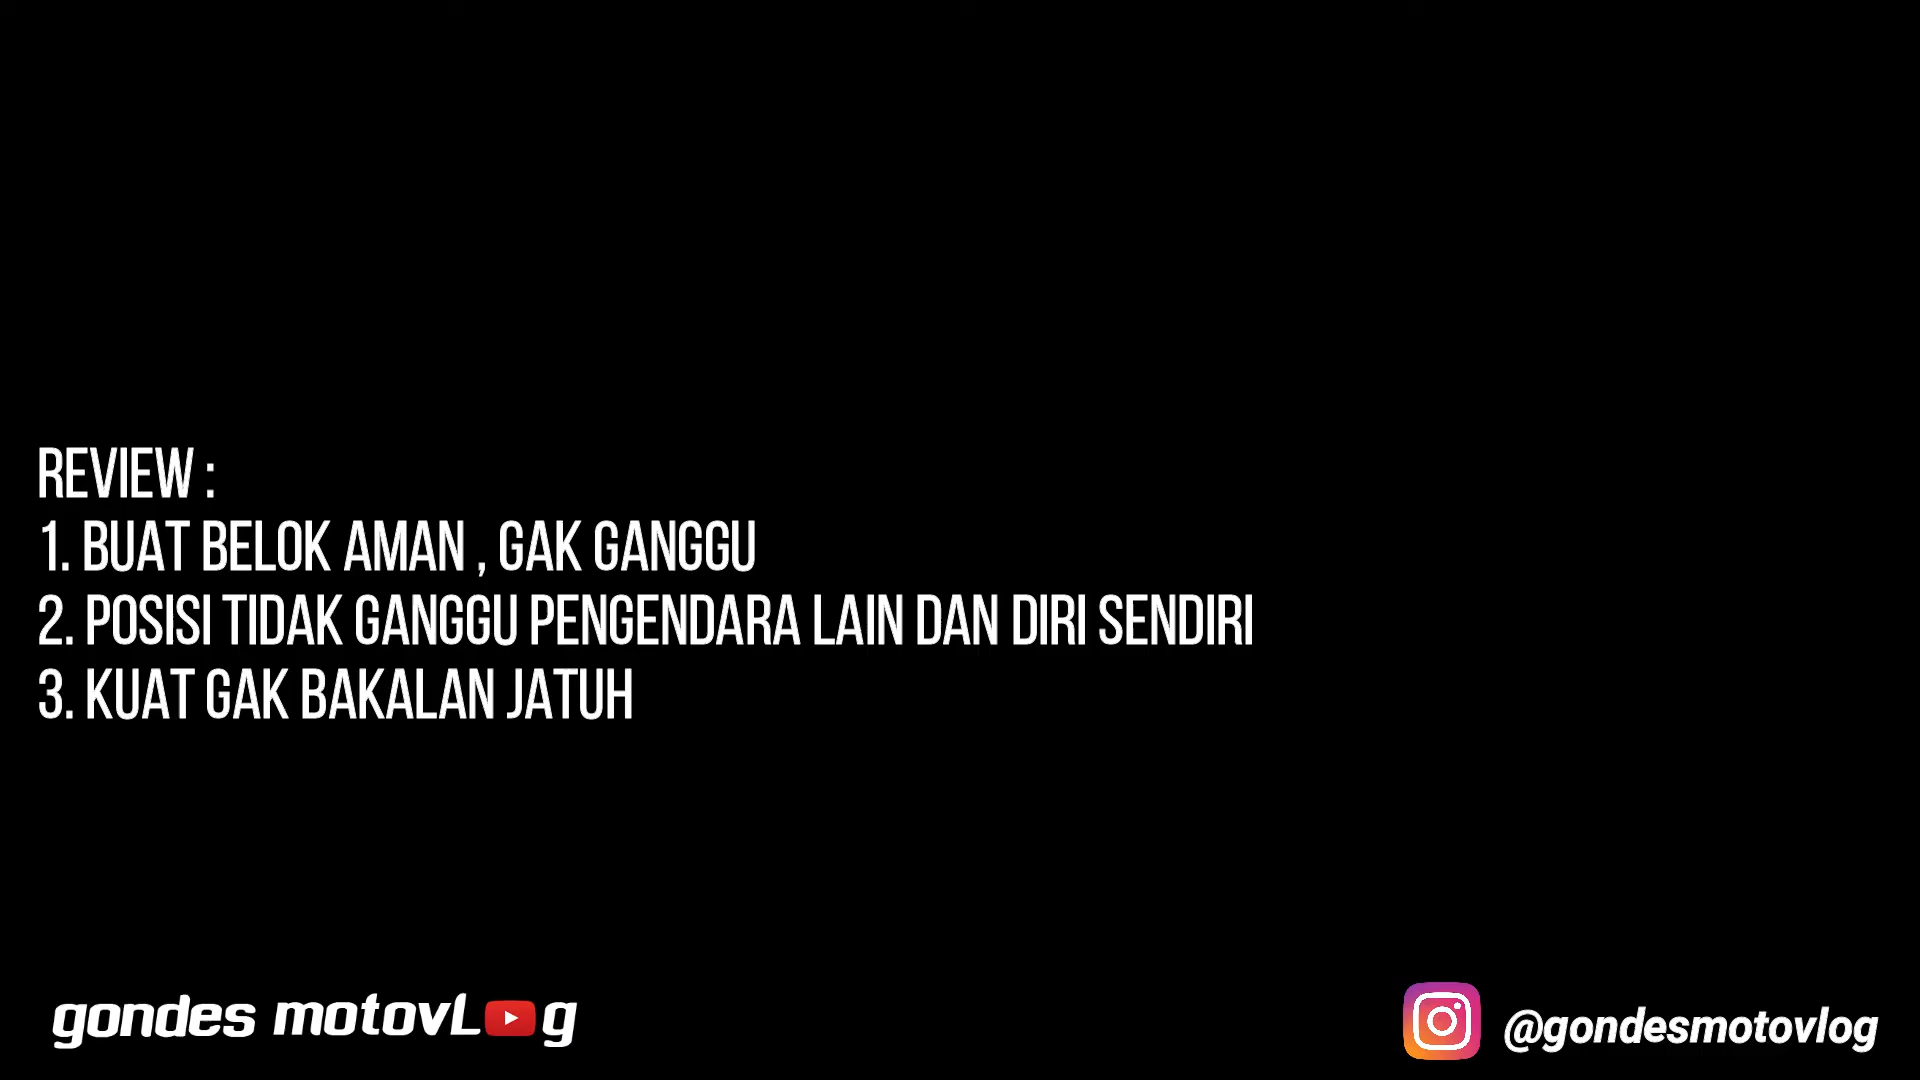 REVIEW :
1. BUAT BELOK AMAN , GAK GANGGU
2. POSISI TIDAK GANGGU PENGENDARA LAIN DAN DIRI SENDIRI
3. KUAT GAK BAKALAN JATUH
gondes motovLog
@gondesmotovlog